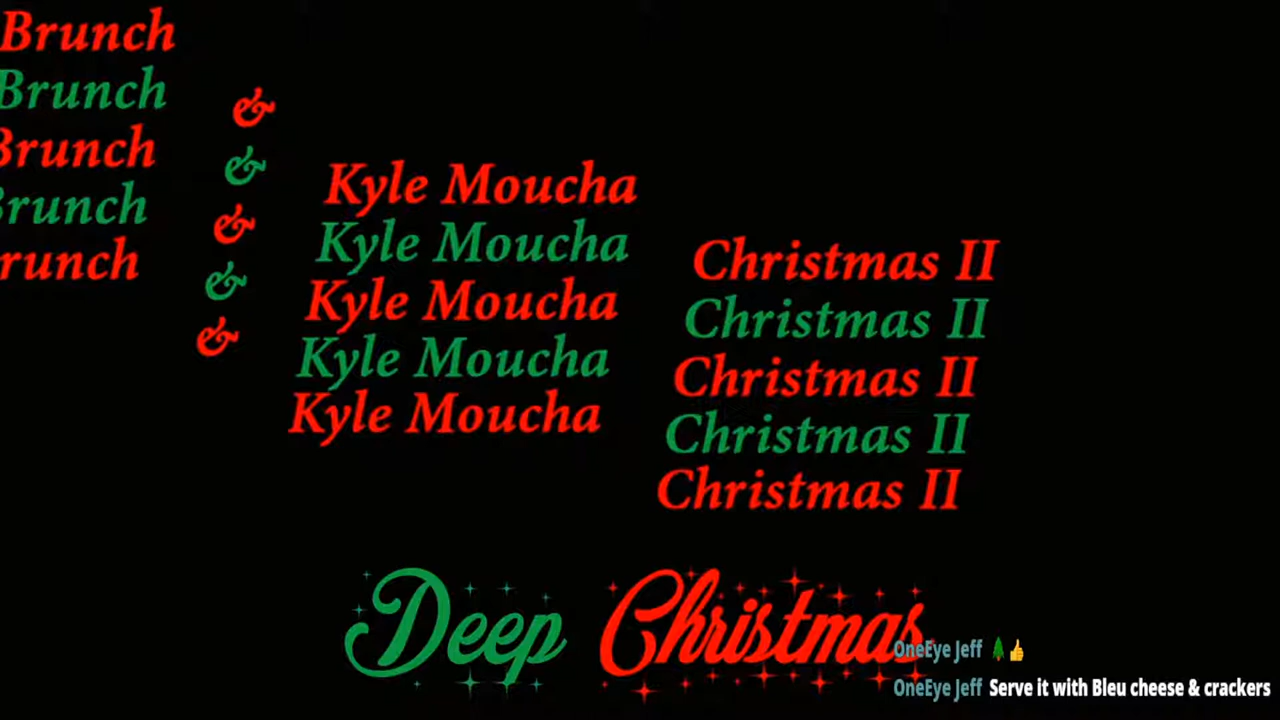 Brunch
Brunch
Brunch
Brunch
runch
&
&
&
&
&
Kyle Moucha
Kyle Moucha
Kyle Moucha
Kyle Moucha
Kyle Moucha
Christmas II
Christmas II
Christmas II
Christmas II
Christmas II
Deep Christmas
OneEye Jeff 🌲👍
OneEye Jeff Serve it with Bleu cheese & crackers